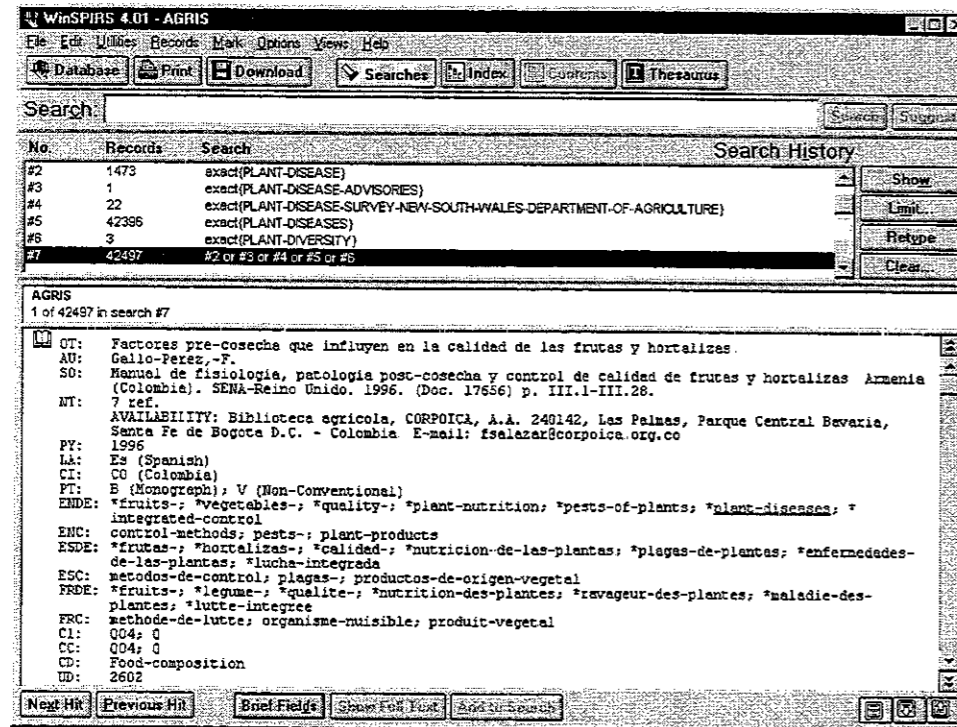 WinSPIRS 4.01 - AGRIS
File Edit Utilities Records Mark Options Views Help
Database Print Download Searches Index Contents Thesaurus
Search:
Search Suggest
No. Records Search Search History
#2 1473 exact{PLANT-DISEASE}
#3 1 exact{PLANT-DISEASE-ADVISORIES}
#4 22 exact{PLANT-DISEASE-SURVEY-NEW-SOUTH-WALES-DEPARTMENT-OF-AGRICULTURE}
#5 42396 exact{PLANT-DISEASES}
#6 3 exact{PLANT-DIVERSITY}
#7 42497 #2 or #3 or #4 or #5 or #6
Show
Limit...
Retype
Clear...
AGRIS
1 of 42497 in search #7
OT: Factores pre-cosecha que influyen en la calidad de las frutas y hortalizas.
AU: Gallo-Perez,-F.
SO: Manual de fisiologia, patologia post-cosecha y control de calidad de frutas y hortalizas Armenia
(Colombia). SENA-Reino Unido. 1996. (Doc. 17656) p. III.1-III.28.
NT: 7 ref.
AVAILABILITY: Biblioteca agricola, CORPOICA, A.A. 240142, Las Palmas, Parque Central Bavaria,
Santa Fe de Bogota D.C. - Colombia E-mail: fsalazar@corpoica.org.co
PY: 1996
LA: Es (Spanish)
CI: CO (Colombia)
PT: B (Monograph); V (Non-Conventional)
ENDE: *fruits-; *vegetables-; *quality-; *plant-nutrition; *pests-of-plants; *plant-diseases; *
integrated-control
ENC: control-methods; pests-; plant-products
ESDE: *frutas-; *hortalizas-; *calidad-; *nutricion-de-las-plantas; *plagas-de-plantas; *enfermedades-
de-las-plantas; *lucha-integrada
ESC: metodos-de-control; plagas-; productos-de-origen-vegetal
FRDE: *fruits-; *legume-; *qualite-; *nutrition-des-plantes; *ravageur-des-plantes; *maladie-des-
plantes; *lutte-integree
FRC: methode-de-lutte; organisme-nuisible; produit-vegetal
C1: Q04; Q
CC: Q04; Q
CD: Food-composition
UD: 2602
Next Hit Previous Hit Brief Fields Show Full Text Add to Search